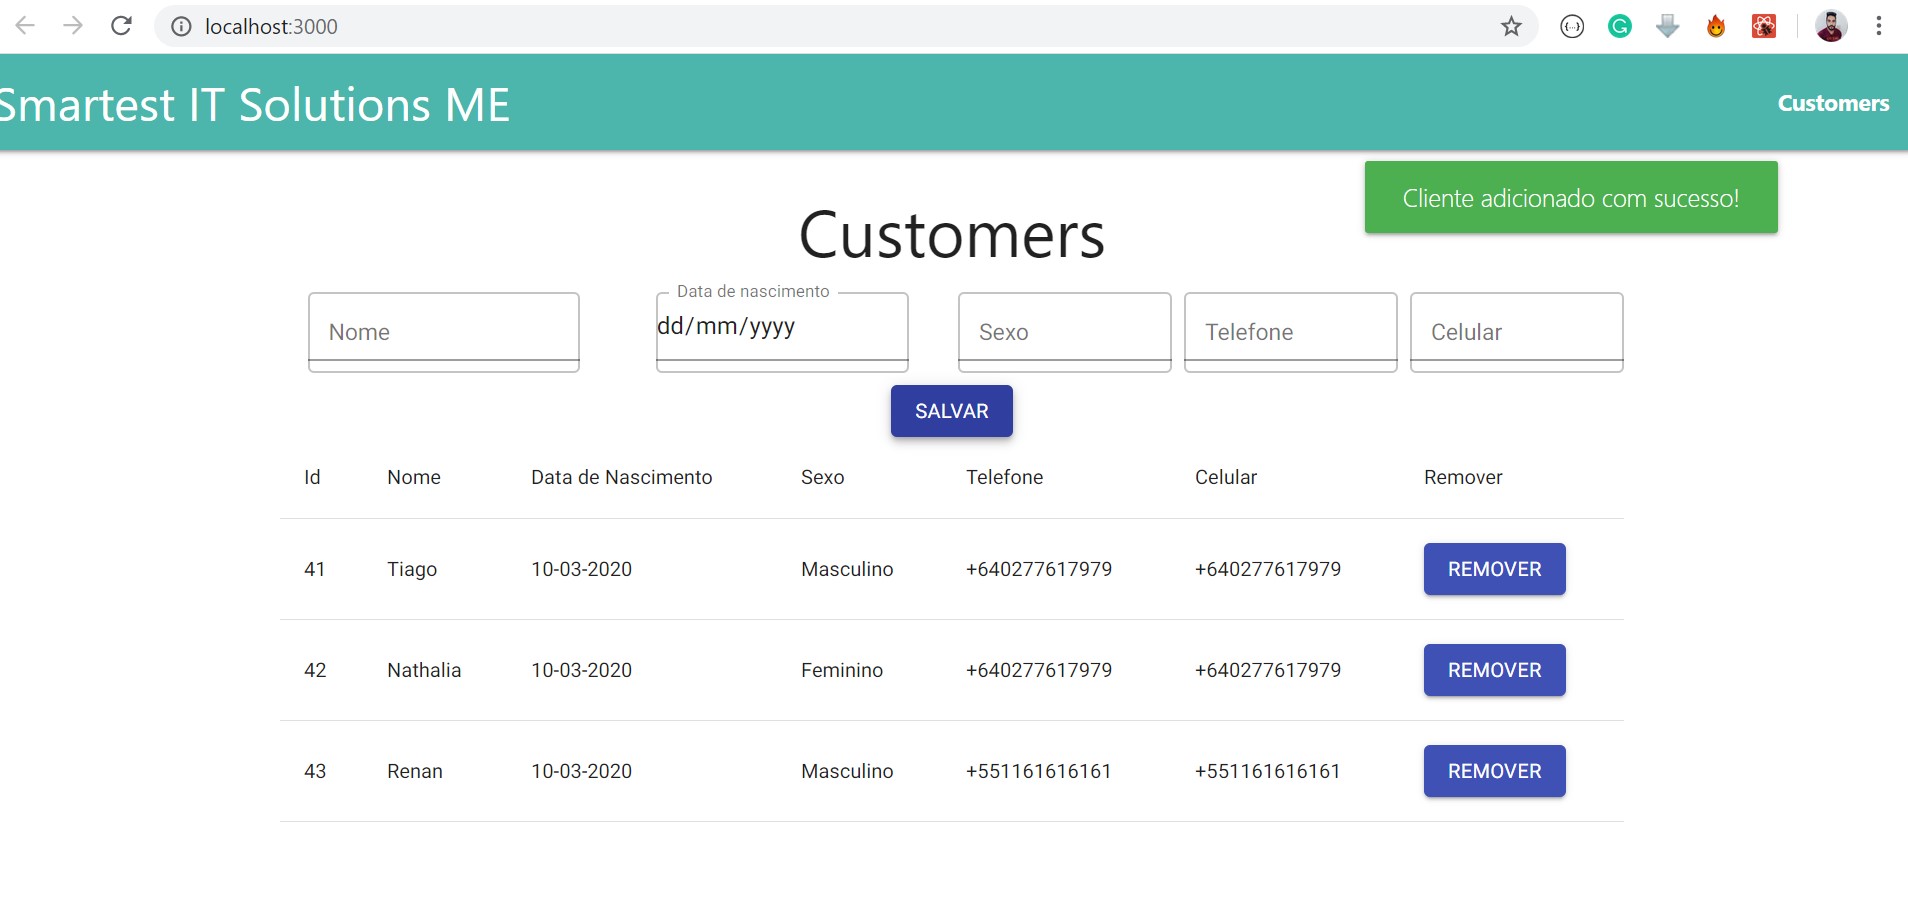 localhost:3000
Smartest IT Solutions ME
Customers
Cliente adicionado com sucesso!
Customers
Nome
Data de nascimento
dd/mm/yyyy
Sexo
Telefone
Celular
SALVAR
Id Nome Data de Nascimento Sexo Telefone Celular Remover
41 Tiago 10-03-2020 Masculino +640277617979 +640277617979 REMOVER
42 Nathalia 10-03-2020 Feminino +640277617979 +640277617979 REMOVER
43 Renan 10-03-2020 Masculino +551161616161 +551161616161 REMOVER